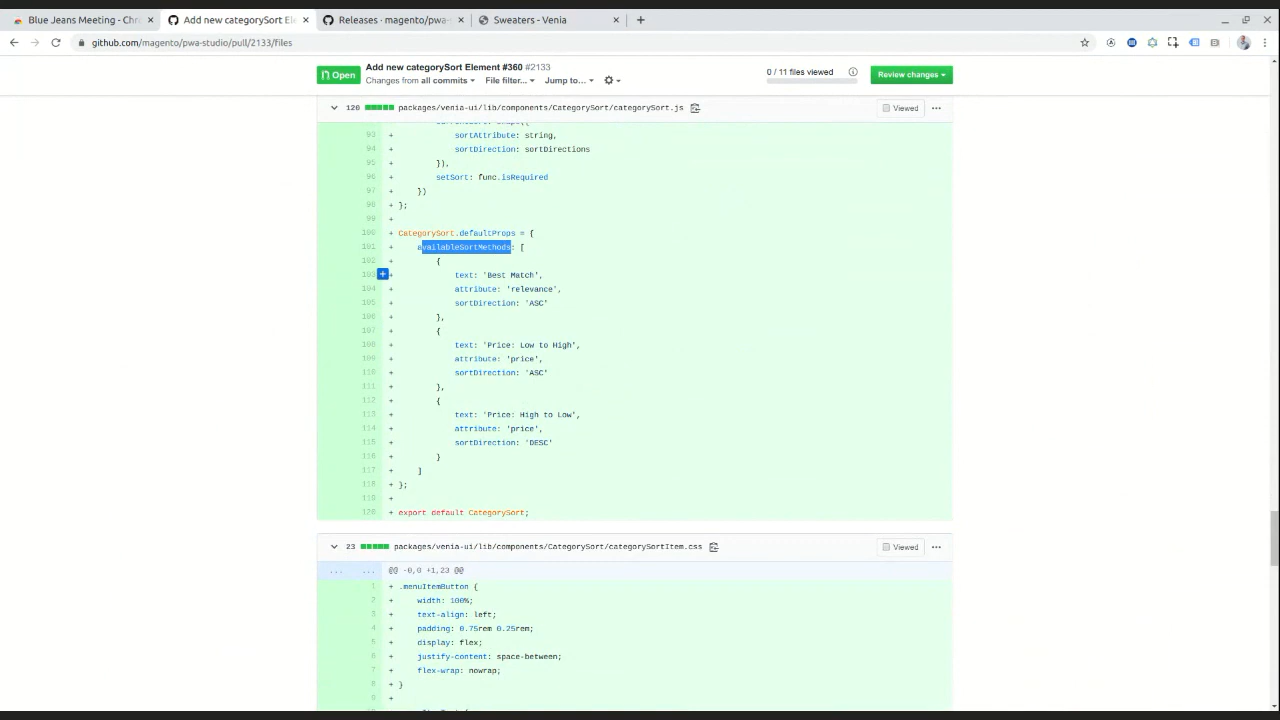 Blue Jeans Meeting - Chr
Add new categorySort El
Releases · magento/pwa-
Sweaters - Venia
github.com/magento/pwa-studio/pull/2133/files
Open
Add new categorySort Element #360 #2133
Changes from all commits
File filter...
Jump to...
0 / 11 files viewed
Review changes
120 packages/venia-ui/lib/components/CategorySort/categorySort.js
Viewed
93 + sortAttribute: string,
94 + sortDirection: sortDirections
95 + }),
96 + setSort: func.isRequired
97 + })
98 + };
99 +
100 + CategorySort.defaultProps = {
101 + availableSortMethods: [
102 + {
103 + text: 'Best Match',
104 + attribute: 'relevance',
105 + sortDirection: 'ASC'
106 + },
107 + {
108 + text: 'Price: Low to High',
109 + attribute: 'price',
110 + sortDirection: 'ASC'
111 + },
112 + {
113 + text: 'Price: High to Low',
114 + attribute: 'price',
115 + sortDirection: 'DESC'
116 + }
117 + ]
118 + };
119 +
120 + export default CategorySort;
23 packages/venia-ui/lib/components/CategorySort/categorySortItem.css
Viewed
... ... @@ -0,0 +1,23 @@
1 + .menuItemButton {
2 + width: 100%;
3 + text-align: left;
4 + padding: 0.75rem 0.25rem;
5 + display: flex;
6 + justify-content: space-between;
7 + flex-wrap: nowrap;
8 + }
9 +